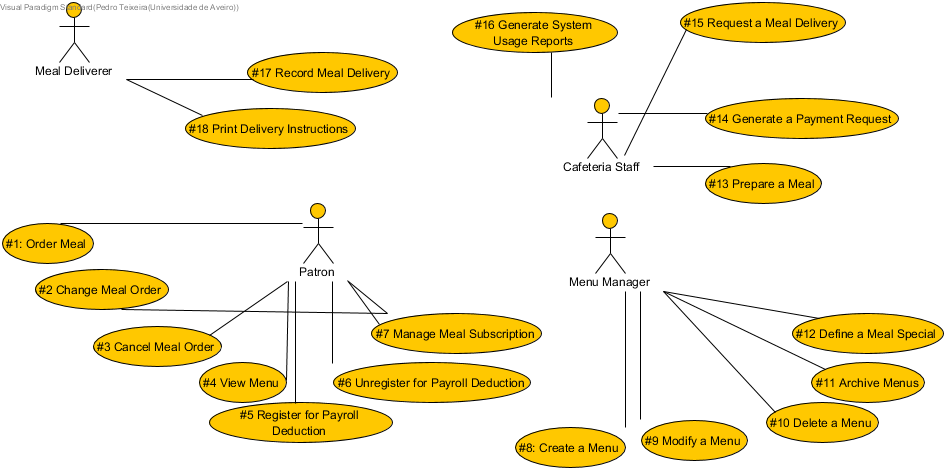 Visual Paradigm Standard(Pedro Teixeira(Universidade de Aveiro))
#15 Request a Meal Delivery
#16 Generate System
Usage Reports
Meal Deliverer
#17 Record Meal Delivery
#14 Generate a Payment Request
#18 Print Delivery Instructions
Cafeteria Staff
#13 Prepare a Meal
#1: Order Meal
Patron
Menu Manager
#2 Change Meal Order
#7 Manage Meal Subscription
#12 Define a Meal Special
#3 Cancel Meal Order
#4 View Menu
#6 Unregister for Payroll Deduction
#11 Archive Menus
#5 Register for Payroll
Deduction
#10 Delete a Menu
#9 Modify a Menu
#8: Create a Menu